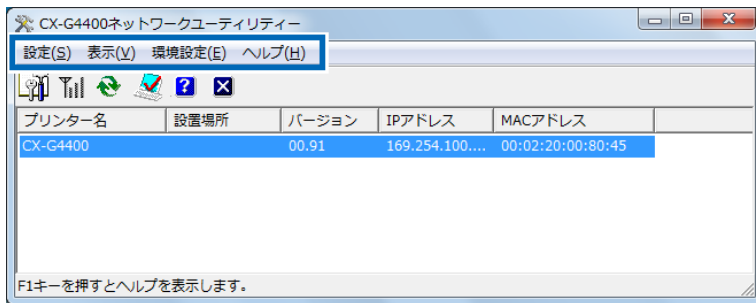 CX-G4400ネットワークユーティリティー
設定(S) 表示(V) 環境設定(E) ヘルプ(H)
プリンター名 設置場所 バージョン IPアドレス MACアドレス
CX-G4400 00.91 169.254.100.... 00:02:20:00:80:45
F1キーを押すとヘルプを表示します。